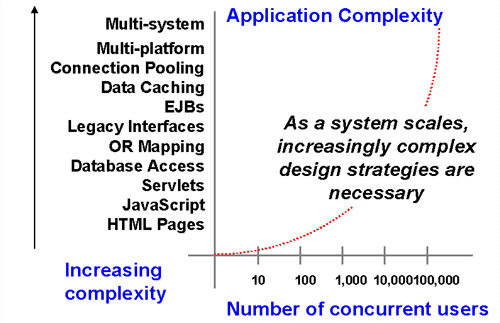 Application Complexity
Multi-system
Multi-platform
Connection Pooling
Data Caching
EJBs
Legacy Interfaces
OR Mapping
Database Access
Servlets
JavaScript
HTML Pages
As a system scales,
increasingly complex
design strategies are
necessary
Increasing
complexity
10 100 1,000 10,000 100,000
Number of concurrent users